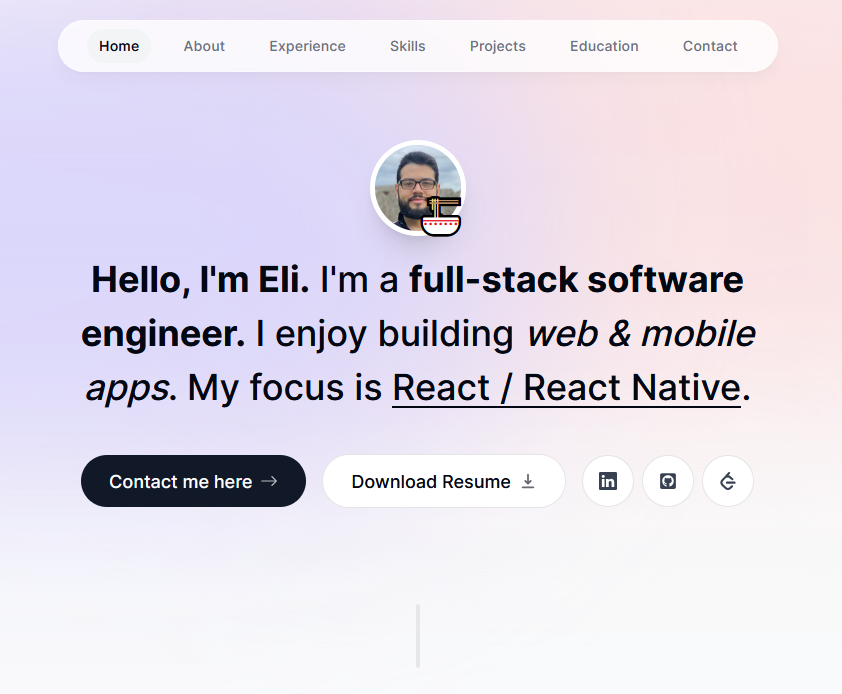 Home About Experience Skills Projects Education Contact
Hello, I'm Eli. I'm a full-stack software
engineer. I enjoy building web & mobile
apps. My focus is React / React Native.
Contact me here Download Resume in